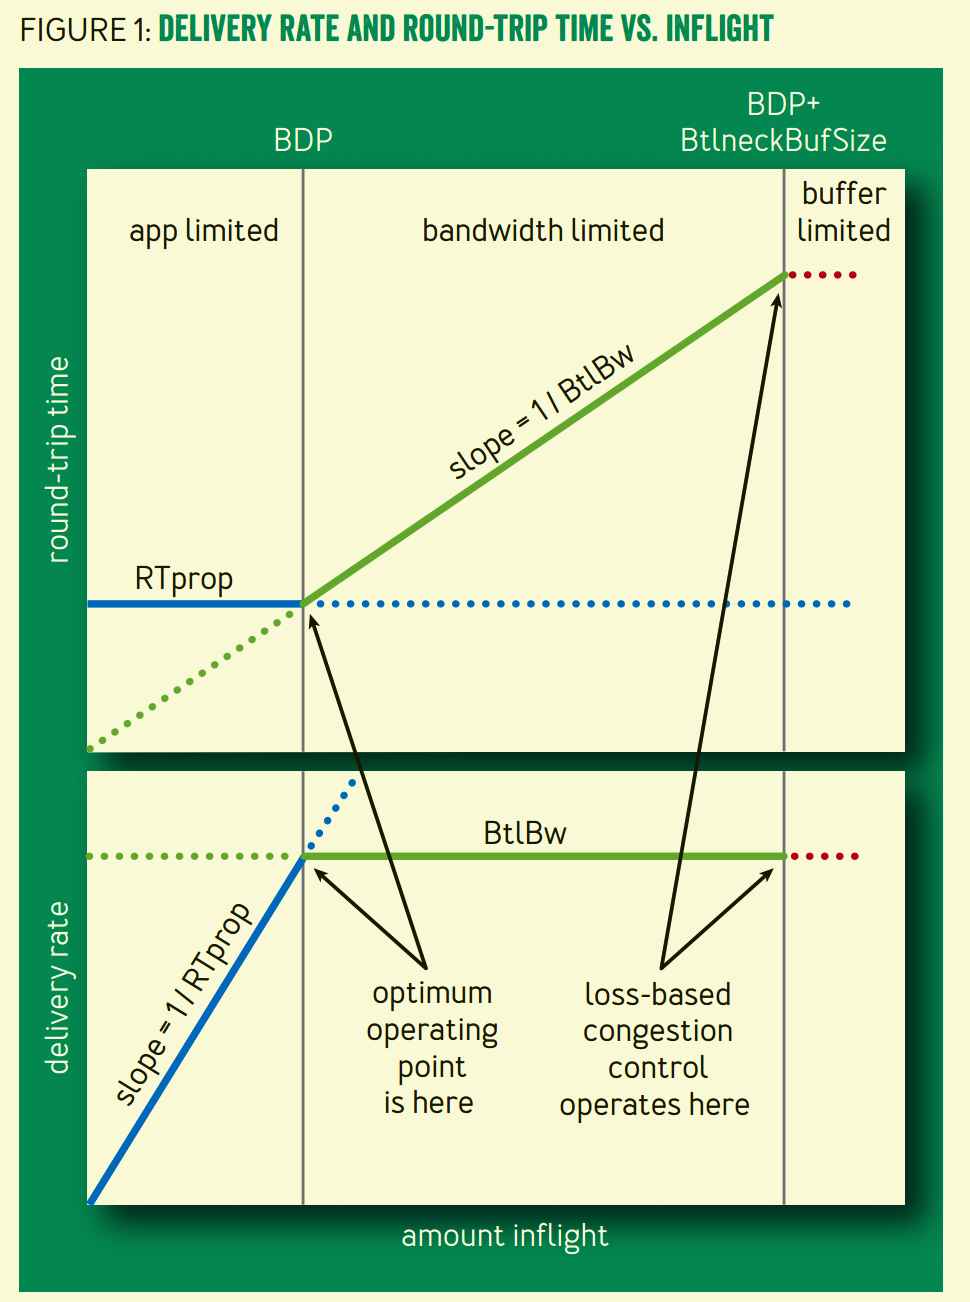 FIGURE 1: DELIVERY RATE AND ROUND-TRIP TIME VS. INFLIGHT
BDP
BDP+
BtlneckBufSize
app limited
bandwidth limited
buffer
limited
round-trip time
slope = 1 / BtlBw
RTprop
BtlBw
delivery rate
slope = 1 / RTprop
optimum
operating
point
is here
loss-based
congestion
control
operates here
amount inflight